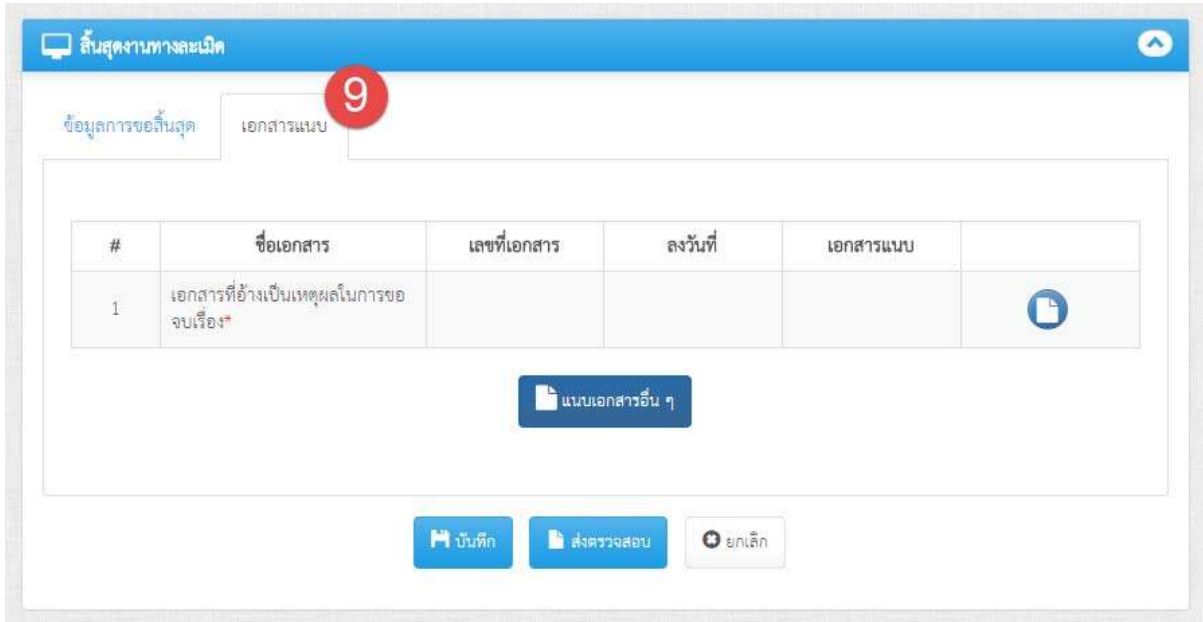 สิ้นสุดงานทางละเมิด
9
ข้อมูลการขอสิ้นสุด เอกสารแนบ
# ชื่อเอกสาร เลขที่เอกสาร ลงวันที่ เอกสารแนบ
1 เอกสารที่อ้างเป็นเหตุผลในการขอ
จบเรื่อง*
แนบเอกสารอื่น ๆ
บันทึก ส่งตรวจสอบ ยกเลิก